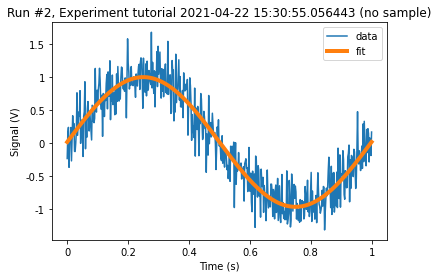 Run #2, Experiment tutorial 2021-04-22 15:30:55.056443 (no sample)
data
fit
Signal (V)
1.5
1
0.5
0
-0.5
-1
0
0.2
0.4
0.6
0.8
1
Time (s)